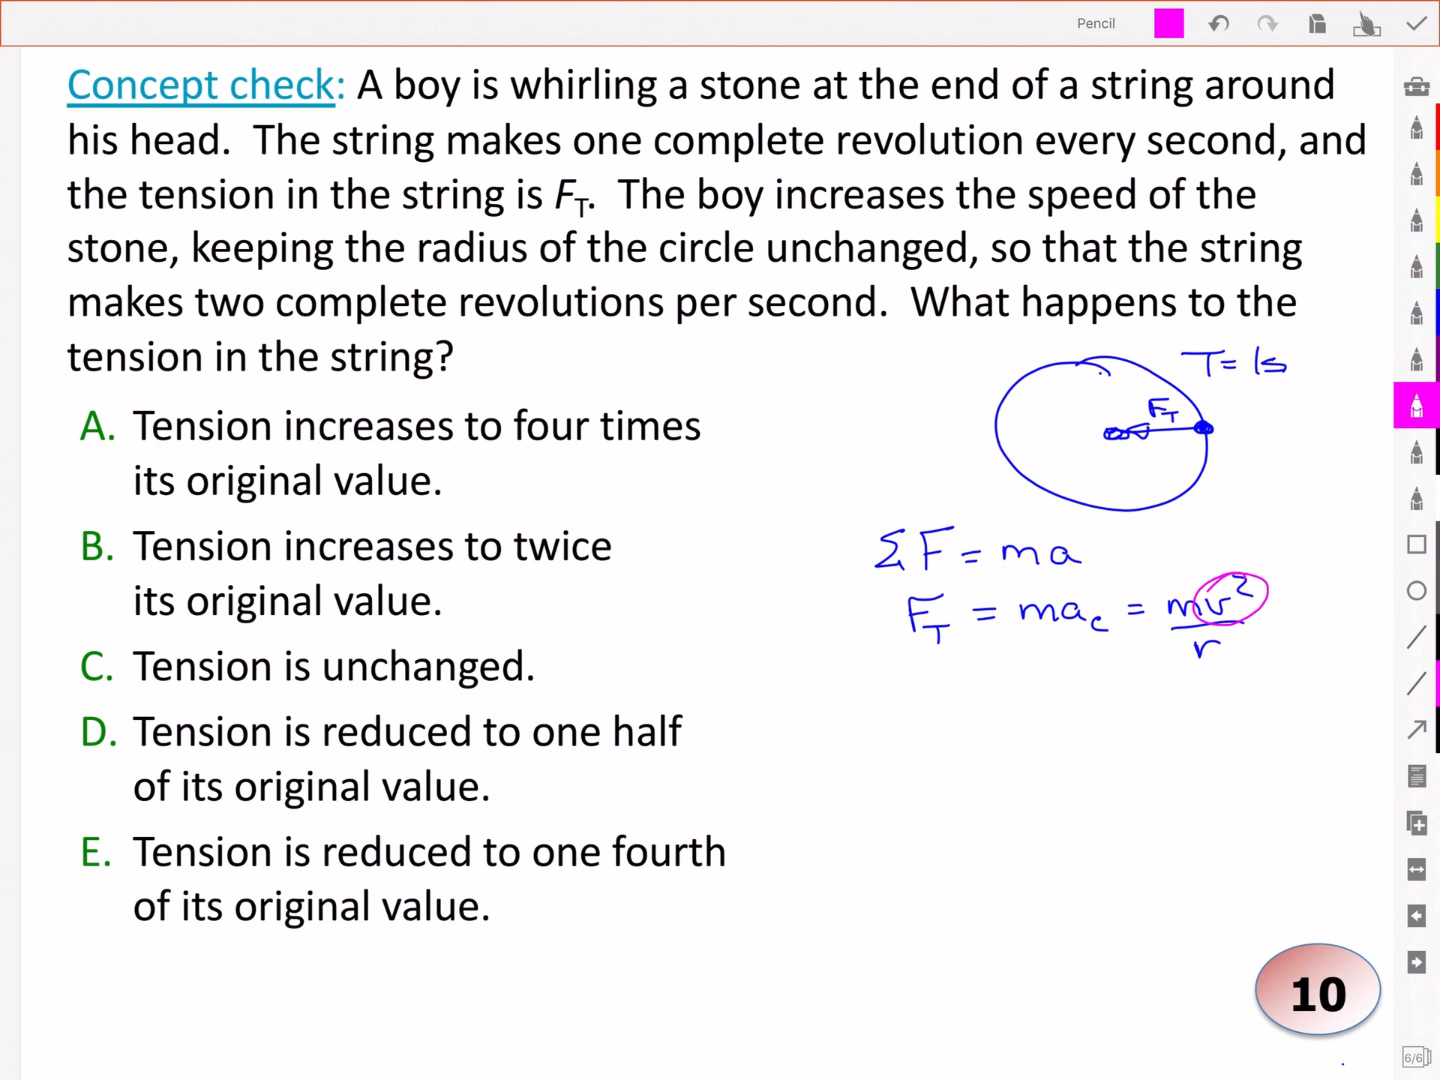 Pencil
Concept check: A boy is whirling a stone at the end of a string around
his head. The string makes one complete revolution every second, and
the tension in the string is FT. The boy increases the speed of the
stone, keeping the radius of the circle unchanged, so that the string
makes two complete revolutions per second. What happens to the
tension in the string?
T = 1s
FT
A. Tension increases to four times
its original value.
B. Tension increases to twice
its original value.
C. Tension is unchanged.
D. Tension is reduced to one half
of its original value.
E. Tension is reduced to one fourth
of its original value.
ΣF = ma
FT = mac = mv²/r
10
6/6